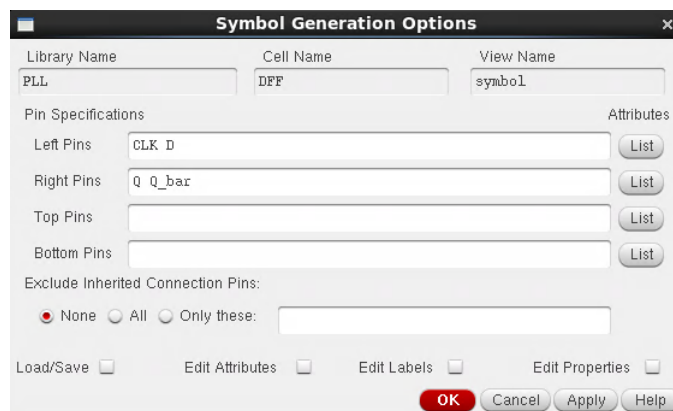 Symbol Generation Options
Library Name Cell Name View Name
PLL DFF symbol
Pin Specifications Attributes
Left Pins CLK D List
Right Pins Q Q_bar List
Top Pins List
Bottom Pins List
Exclude Inherited Connection Pins:
None All Only these:
Load/Save Edit Attributes Edit Labels Edit Properties
OK Cancel Apply Help